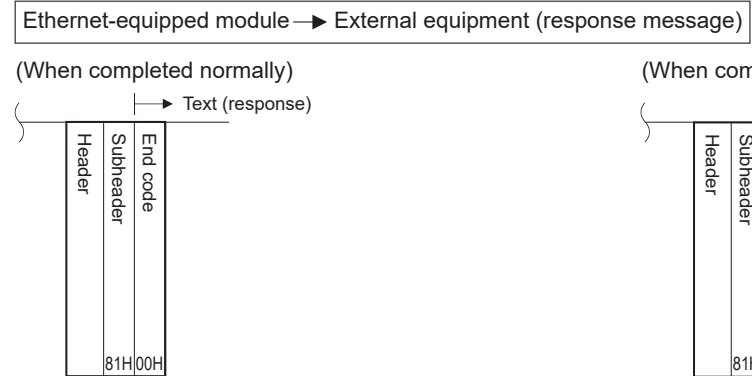 Ethernet-equipped module → External equipment (response message)
(When completed normally)
(When com
Text (response)
Header
Subheader
End code
81H
00H
Header
Subheader
81H